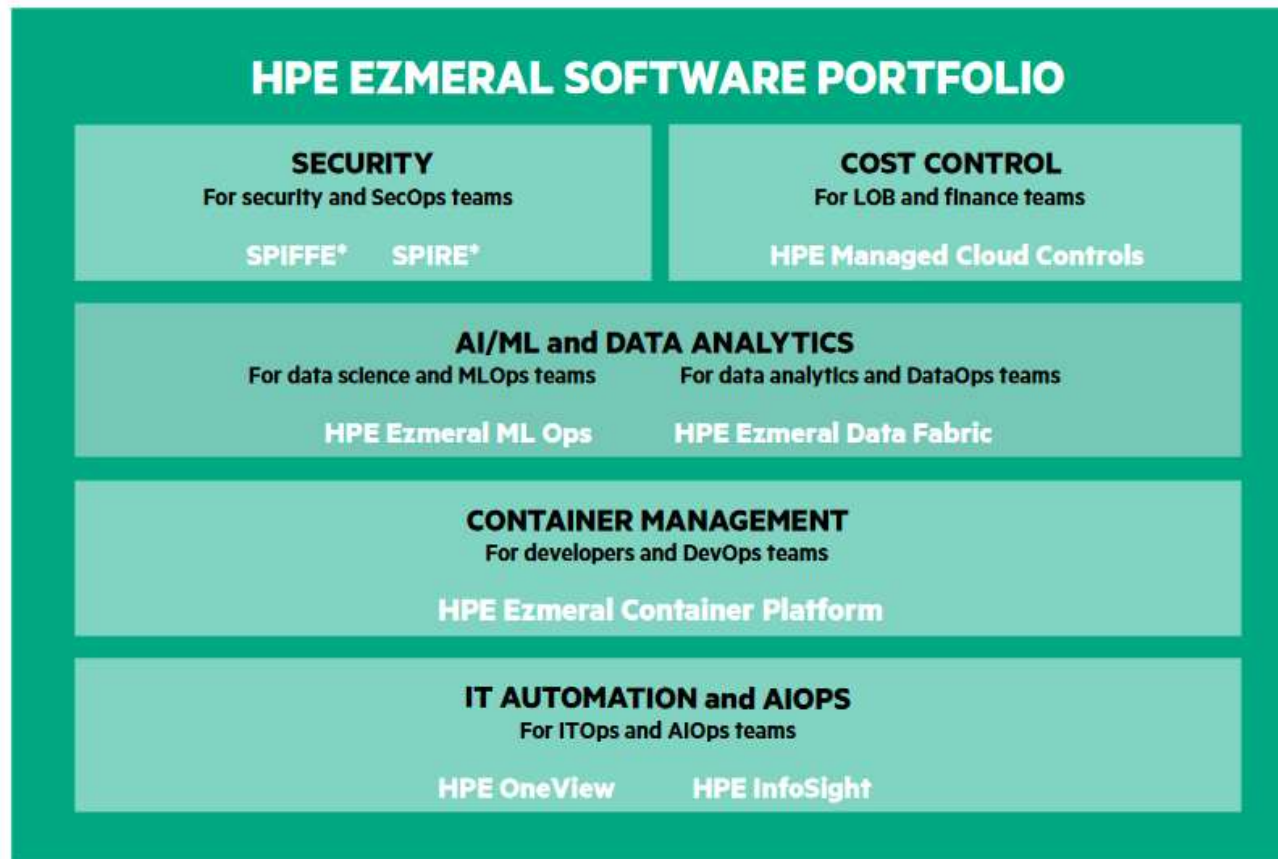 HPE EZMERAL SOFTWARE PORTFOLIO
SECURITY
For security and SecOps teams
SPIFFE* SPIRE*
COST CONTROL
For LOB and finance teams
HPE Managed Cloud Controls
AI/ML and DATA ANALYTICS
For data science and MLOps teams For data analytics and DataOps teams
HPE Ezmeral ML Ops HPE Ezmeral Data Fabric
CONTAINER MANAGEMENT
For developers and DevOps teams
HPE Ezmeral Container Platform
IT AUTOMATION and AIOPS
For ITOps and AIOps teams
HPE OneView HPE InfoSight